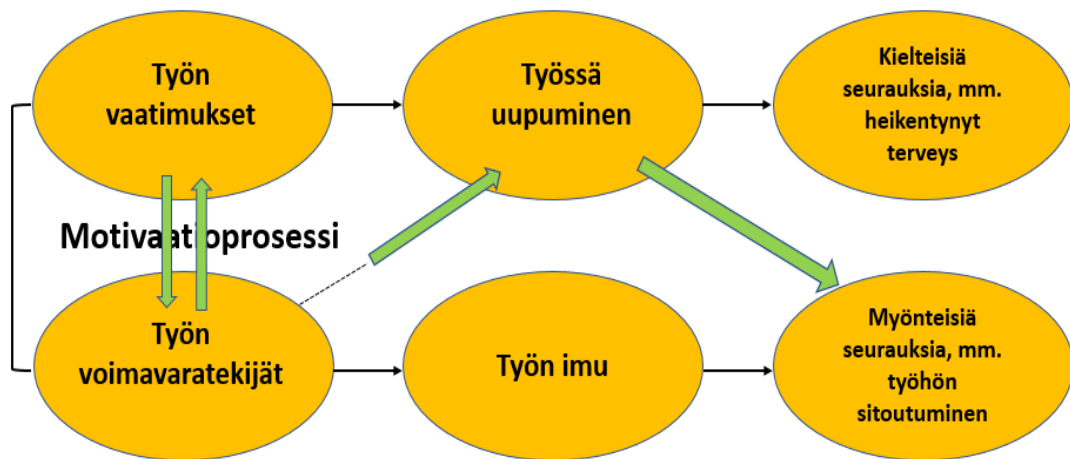 Työn
vaatimukset
Työssä
uupuminen
Kielteisiä
seurauksia, mm.
heikentynyt
terveys
Motivaatioprosessi
Työn
voimavaratekijät
Työn imu
Myönteisiä
seurauksia, mm.
työhön
sitoutuminen